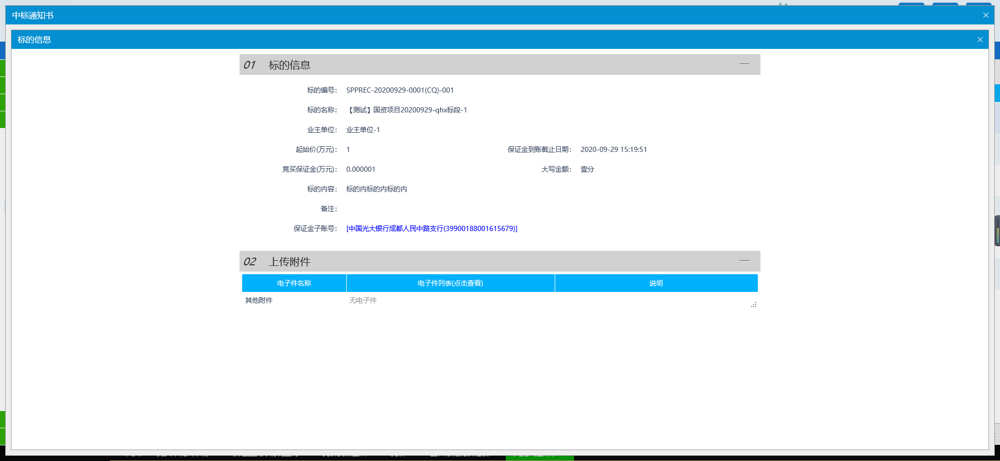 中标通知书
标的信息
01 标的信息
标的编号： SPPREC-20200929-0001(CQ)-001
标的名称： 【测试】国资项目20200929-qhx标段-1
业主单位： 业主单位-1
起始价(万元)： 1 保证金到账截止日期： 2020-09-29 15:19:51
竞买保证金(万元)： 0.000001 大写金额： 壹分
标的内容： 标的内标的内标的内
备注：
保证金子账号： [中国光大银行成都人民中路支行(39900188001615679)]
02 上传附件
电子件名称 电子件列表(点击查看) 说明
其他附件 无电子件